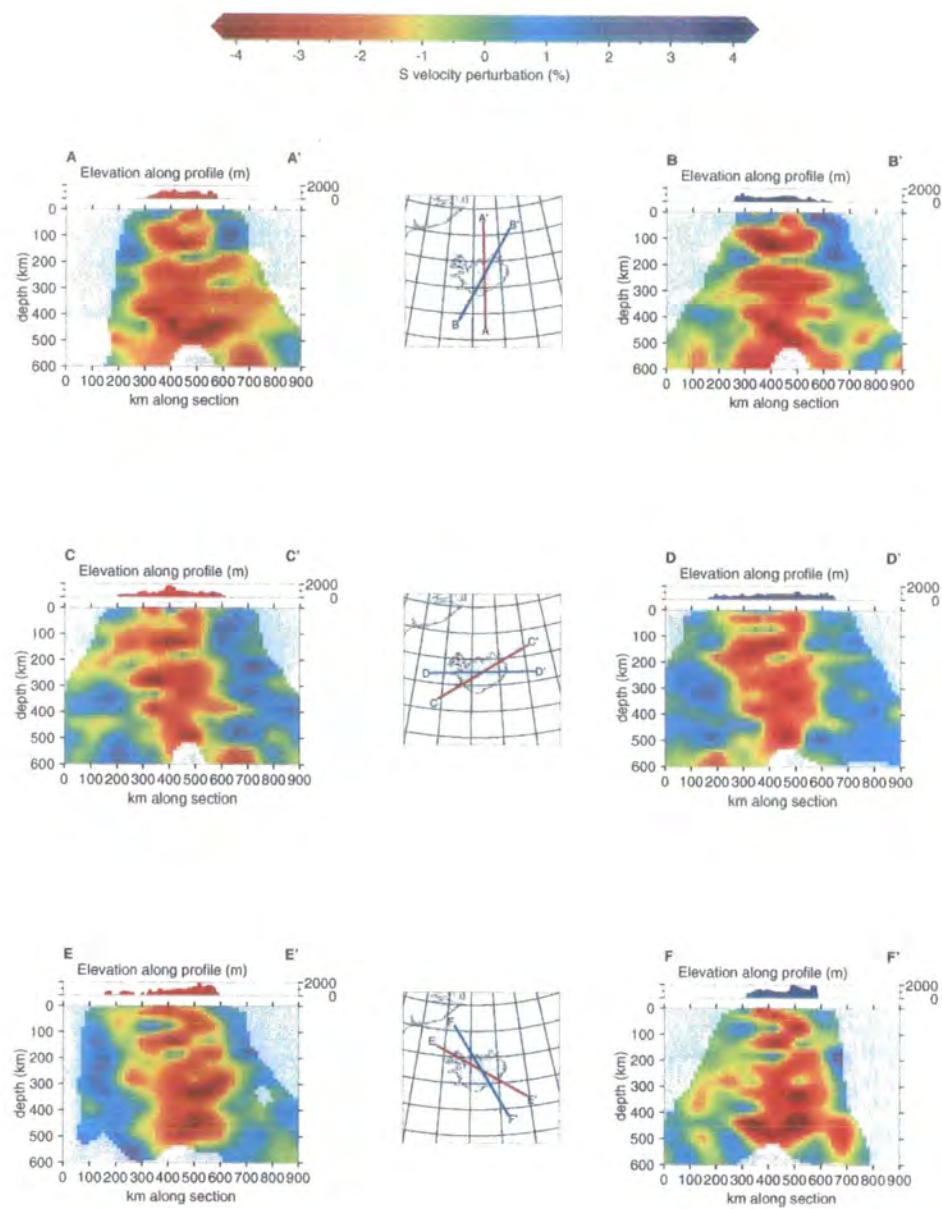 -4 -3 -2 -1 0 1 2 3 4
S velocity perturbation (%)
A A'
Elevation along profile (m)
2000
0
0
100
200
300
400
500
600
depth (km)
0 100 200 300 400 500 600 700 800 900
km along section
A'
B'
B
A
B B'
Elevation along profile (m)
2000
0
0
100
200
300
400
500
600
depth (km)
0 100 200 300 400 500 600 700 800 900
km along section
C C'
Elevation along profile (m)
2000
0
0
100
200
300
400
500
600
depth (km)
0 100 200 300 400 500 600 700 800 900
km along section
C'
D D'
C
D D'
Elevation along profile (m)
2000
0
0
100
200
300
400
500
600
depth (km)
0 100 200 300 400 500 600 700 800 900
km along section
E E'
Elevation along profile (m)
2000
0
0
100
200
300
400
500
600
depth (km)
0 100 200 300 400 500 600 700 800 900
km along section
F
E
E'
F'
F F'
Elevation along profile (m)
2000
0
0
100
200
300
400
500
600
depth (km)
0 100 200 300 400 500 600 700 800 900
km along section